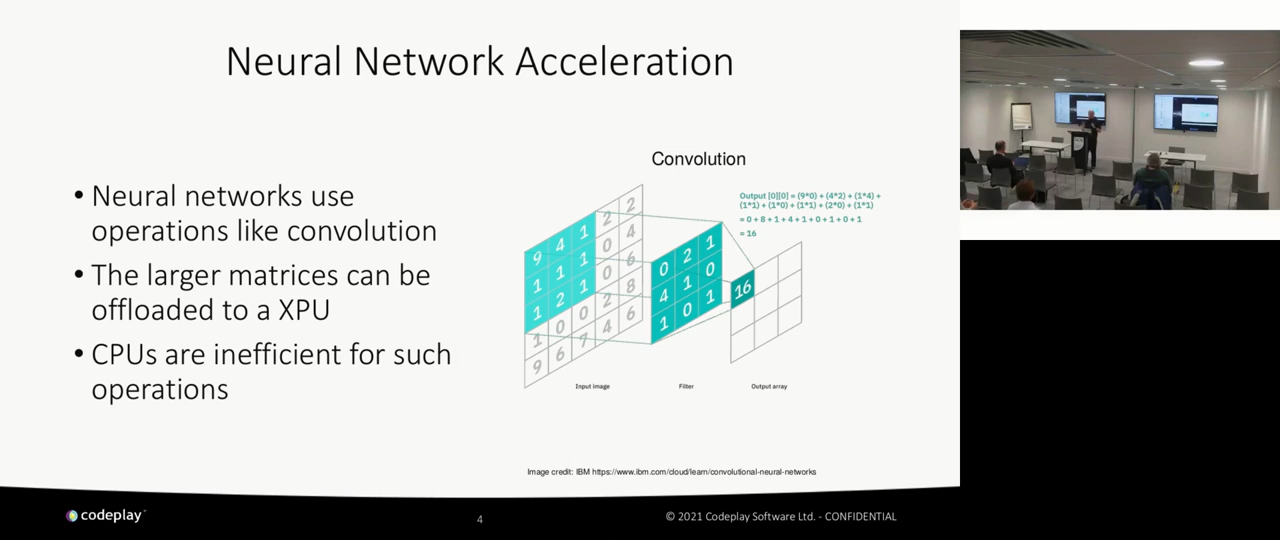 Neural Network Acceleration
• Neural networks use
operations like convolution
• The larger matrices can be
offloaded to a XPU
• CPUs are inefficient for such
operations
Convolution
Output [0][0] = (9*0) + (4*2) + (1*4) +
(1*1) + (1*0) + (1*1) + (2*0) + (1*1)
= 0 + 8 + 1 + 4 + 1 + 0 + 1 + 0 + 1
= 16
9 4 1 2 2
1 1 1 0 4
1 2 1 0 6
1 0 0 2 8
9 6 7 4 6
0 2 1
4 1 0
1 0 1
16
Input image
Filter
Output array
Image credit: IBM https://www.ibm.com/cloud/learn/convolutional-neural-networks
codeplay
4
© 2021 Codeplay Software Ltd. - CONFIDENTIAL